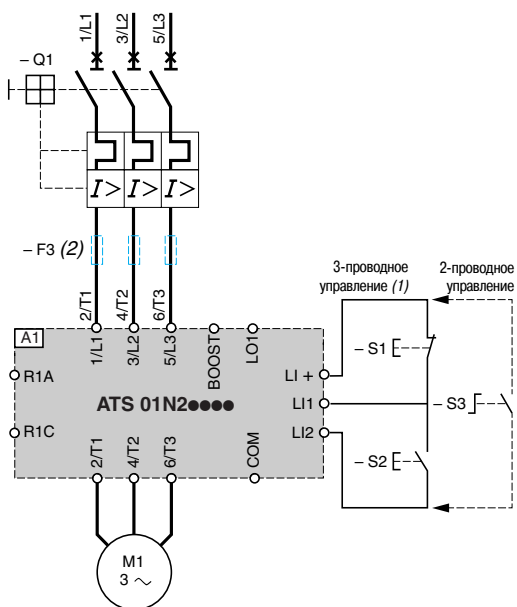 1/L1
3/L2
5/L3
– Q1
I>
I>
I>
– F3 (2)
2/T1
4/T2
6/T3
3-проводное
управление (1)
2-проводное
управление
A1
1/L1
3/L2
5/L3
BOOST
LO1
R1A
LI +
– S1
ATS 01N2●●●●
LI1
– S3
R1C
LI2
2/T1
4/T2
6/T3
COM
– S2
M1
3 ~